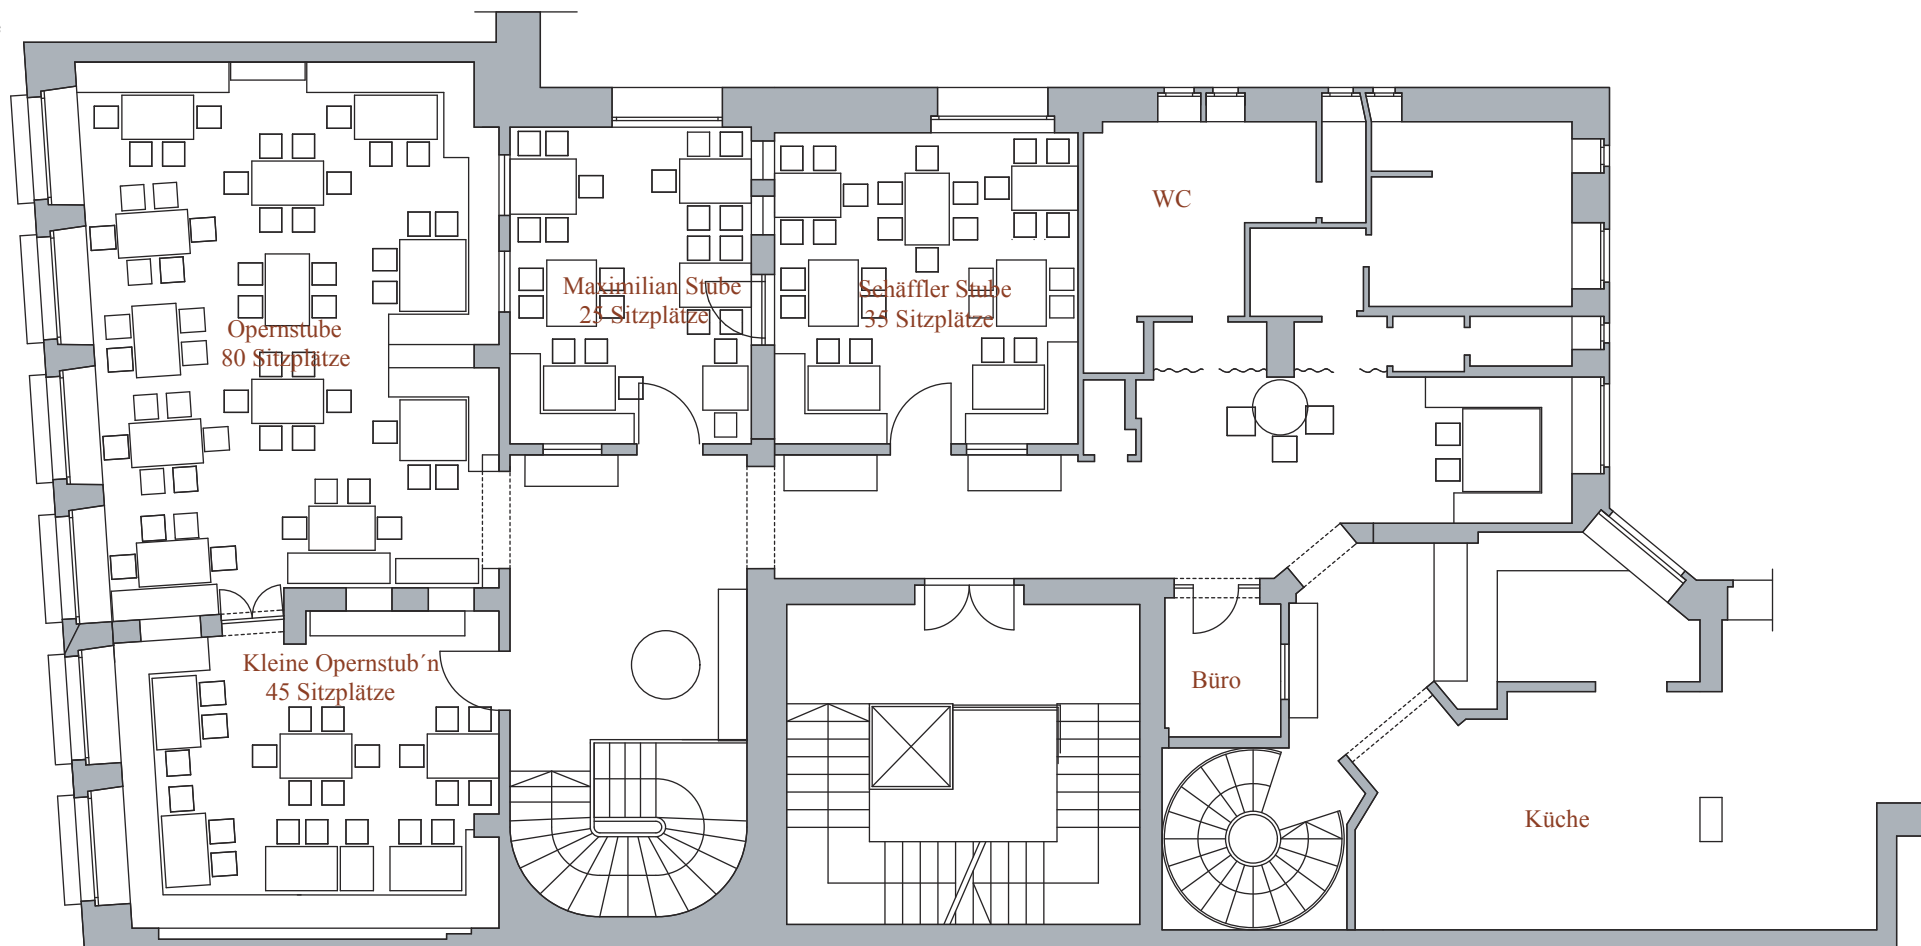 WC
Maximilian Stube
25 Sitzplätze
Schäffler Stube
35 Sitzplätze
Opernstube
80 Sitzplätze
Kleine Opernstub´n
45 Sitzplätze
Büro
Küche